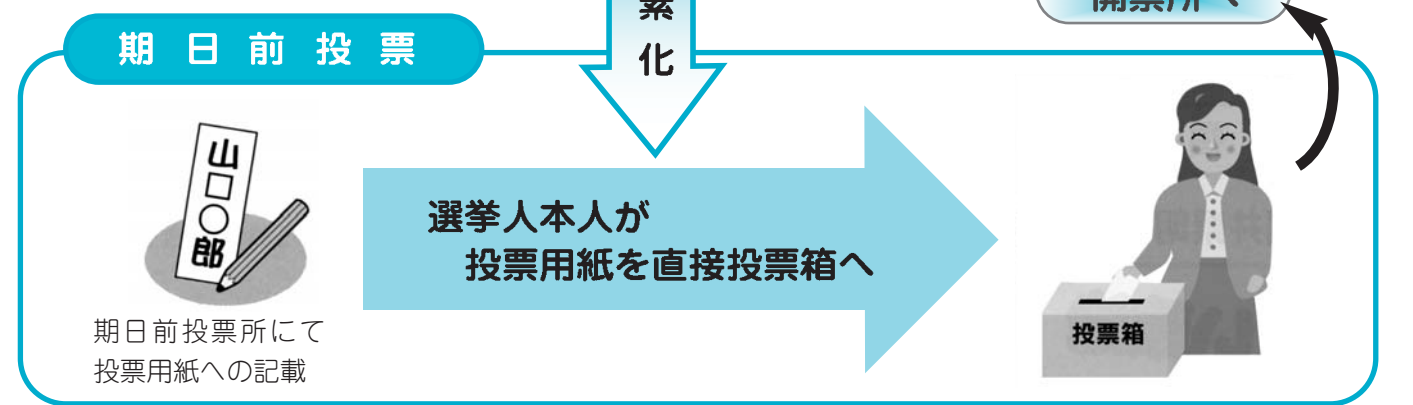 素
化
開票所へ
期日前投票
山
口
〇
郎
選挙人本人が
投票用紙を直接投票箱へ
期日前投票所にて
投票用紙への記載
投票箱